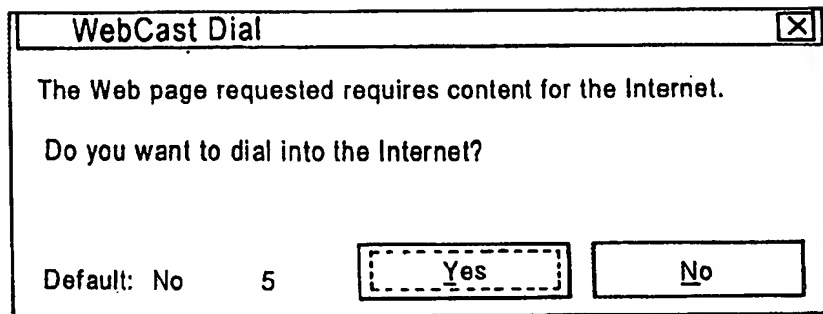 WebCast Dial
The Web page requested requires content for the Internet.
Do you want to dial into the Internet?
Default: No 5 Yes No